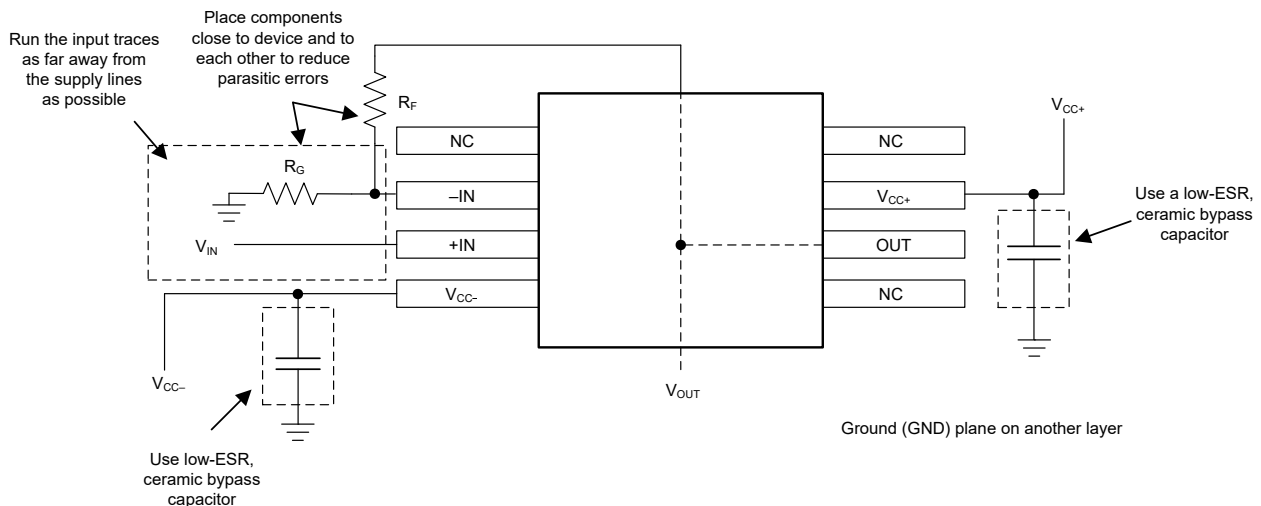 Place components
close to device and to
each other to reduce
parasitic errors
Run the input traces
as far away from
the supply lines
as possible
RF
NC
RG
–IN
VIN
+IN
VCC–
VCC–
Use low-ESR,
ceramic bypass
capacitor
VOUT
NC
VCC+
OUT
NC
VCC+
Use a low-ESR,
ceramic bypass
capacitor
Ground (GND) plane on another layer